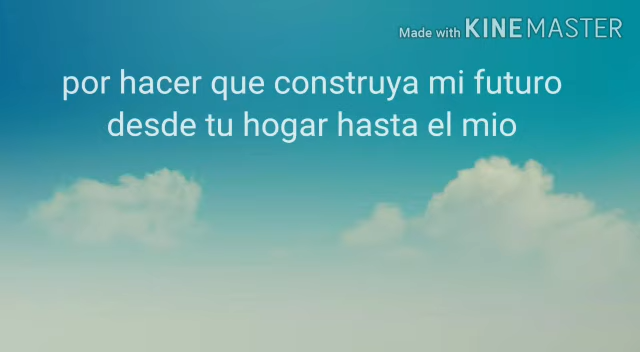 Made with KINEMASTER
por hacer que construya mi futuro
desde tu hogar hasta el mio